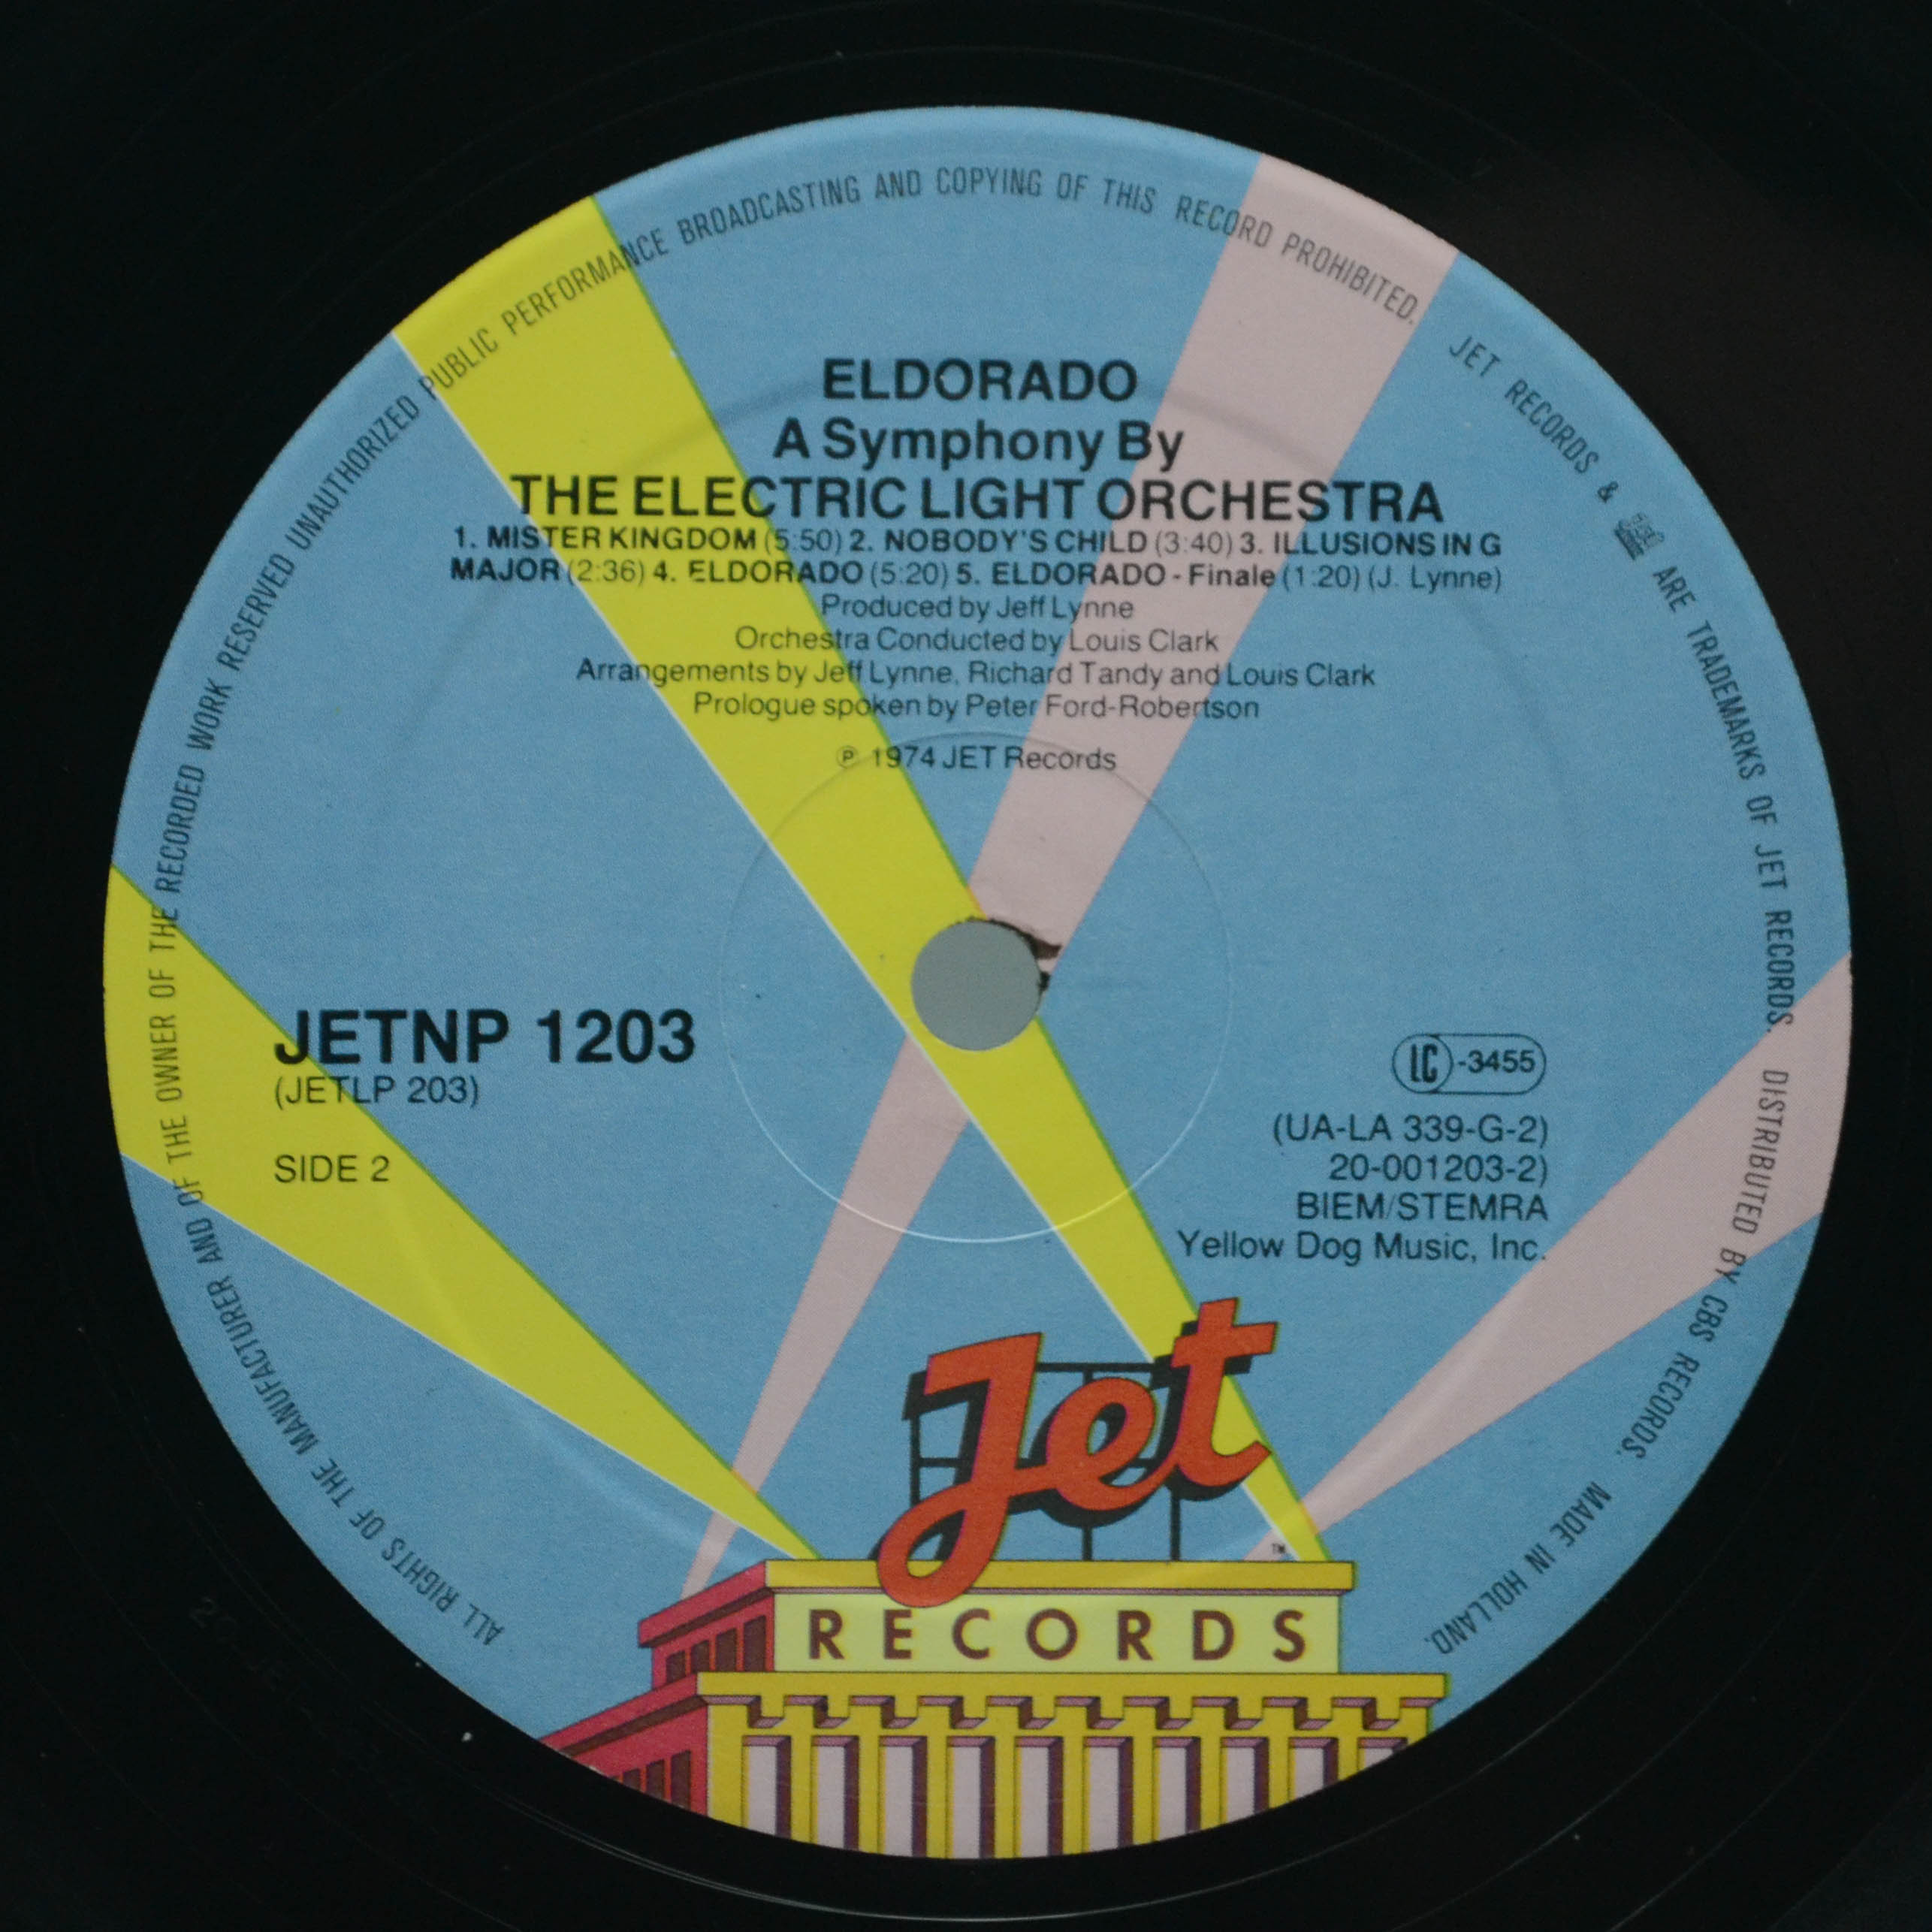 ELDORADO
A Symphony By
THE ELECTRIC LIGHT ORCHESTRA
1. MISTER KINGDOM (5:50) 2. NOBODY'S CHILD (3:40) 3. ILLUSIONS IN G
MAJOR (2:36) 4. ELDORADO (5:20) 5. ELDORADO - Finale (1:20) (J. Lynne)
Produced by Jeff Lynne
Orchestra Conducted by Louis Clark
Arrangements by Jeff Lynne, Richard Tandy and Louis Clark
Prologue spoken by Peter Ford-Robertson
℗ 1974 JET Records
JETNP 1203
(JETLP 203)
SIDE 2
LC -3455
(UA-LA 339-G-2)
20-001203-2)
BIEM/STEMRA
Yellow Dog Music, Inc.
Jet
TM
RECORDS
ALL RIGHTS OF THE MANUFACTURER AND OF THE OWNER OF THE RECORDED WORK RESERVED UNAUTHORIZED PUBLIC PERFORMANCE BROADCASTING AND COPYING OF THIS RECORD PROHIBITED. JET RECORDS & ARE TRADEMARKS OF JET RECORDS. DISTRIBUTED BY CBS RECORDS. MADE IN HOLLAND.